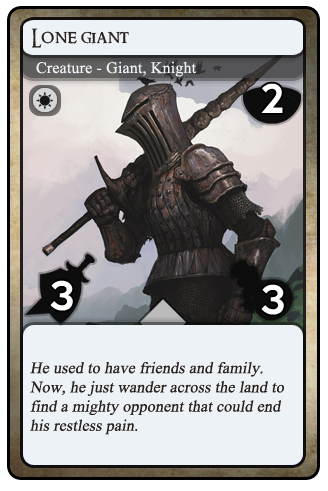 Lone giant
Creature - Giant, Knight
2
3
3
He used to have friends and family.
Now, he just wander across the land to
find a mighty opponent that could end
his restless pain.